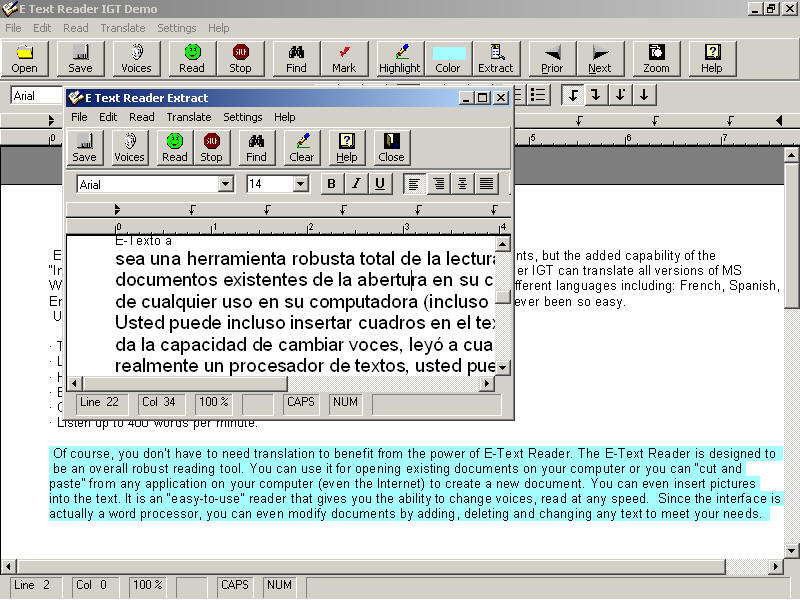 E Text Reader IGT Demo
File Edit Read Translate Settings Help
Open Save Voices Read Stop Find Mark Highlight Color Extract Prior Next Zoom Help
Arial
E Text Reader Extract
File Edit Read Translate Settings Help
Save Voices Read Stop Find Clear Help Close
Arial 14 B I U
0 1 2 3 4
E-Texto a
sea una herramienta robusta total de la lectura
documentos existentes de la abertura en su c
de cualquier uso en su computadora (incluso
Usted puede incluso insertar cuadros en el tex
da la capacidad de cambiar voces, leyó a cua
realmente un procesador de textos, usted pue
Line 22 Col 34 100 % CAPS NUM
0 5 6 7
E nts, but the added capability of the
"In er IGT can translate all versions of MS
W fferent languages including: French, Spanish,
En ever been so easy.
U
· T
· L
· H
· E
· C
· Listen up to 400 words per minute.
Of course, you don't have to need translation to benefit from the power of E-Text Reader. The E-Text Reader is designed to
be an overall robust reading tool. You can use it for opening existing documents on your computer or you can "cut and
paste" from any application on your computer (even the Internet) to create a new document. You can even insert pictures
into the text. It is an "easy-to-use" reader that gives you the ability to change voices, read at any speed. Since the interface is
actually a word processor, you can even modify documents by adding, deleting and changing any text to meet your needs.
Line 2 Col 0 100 % CAPS NUM